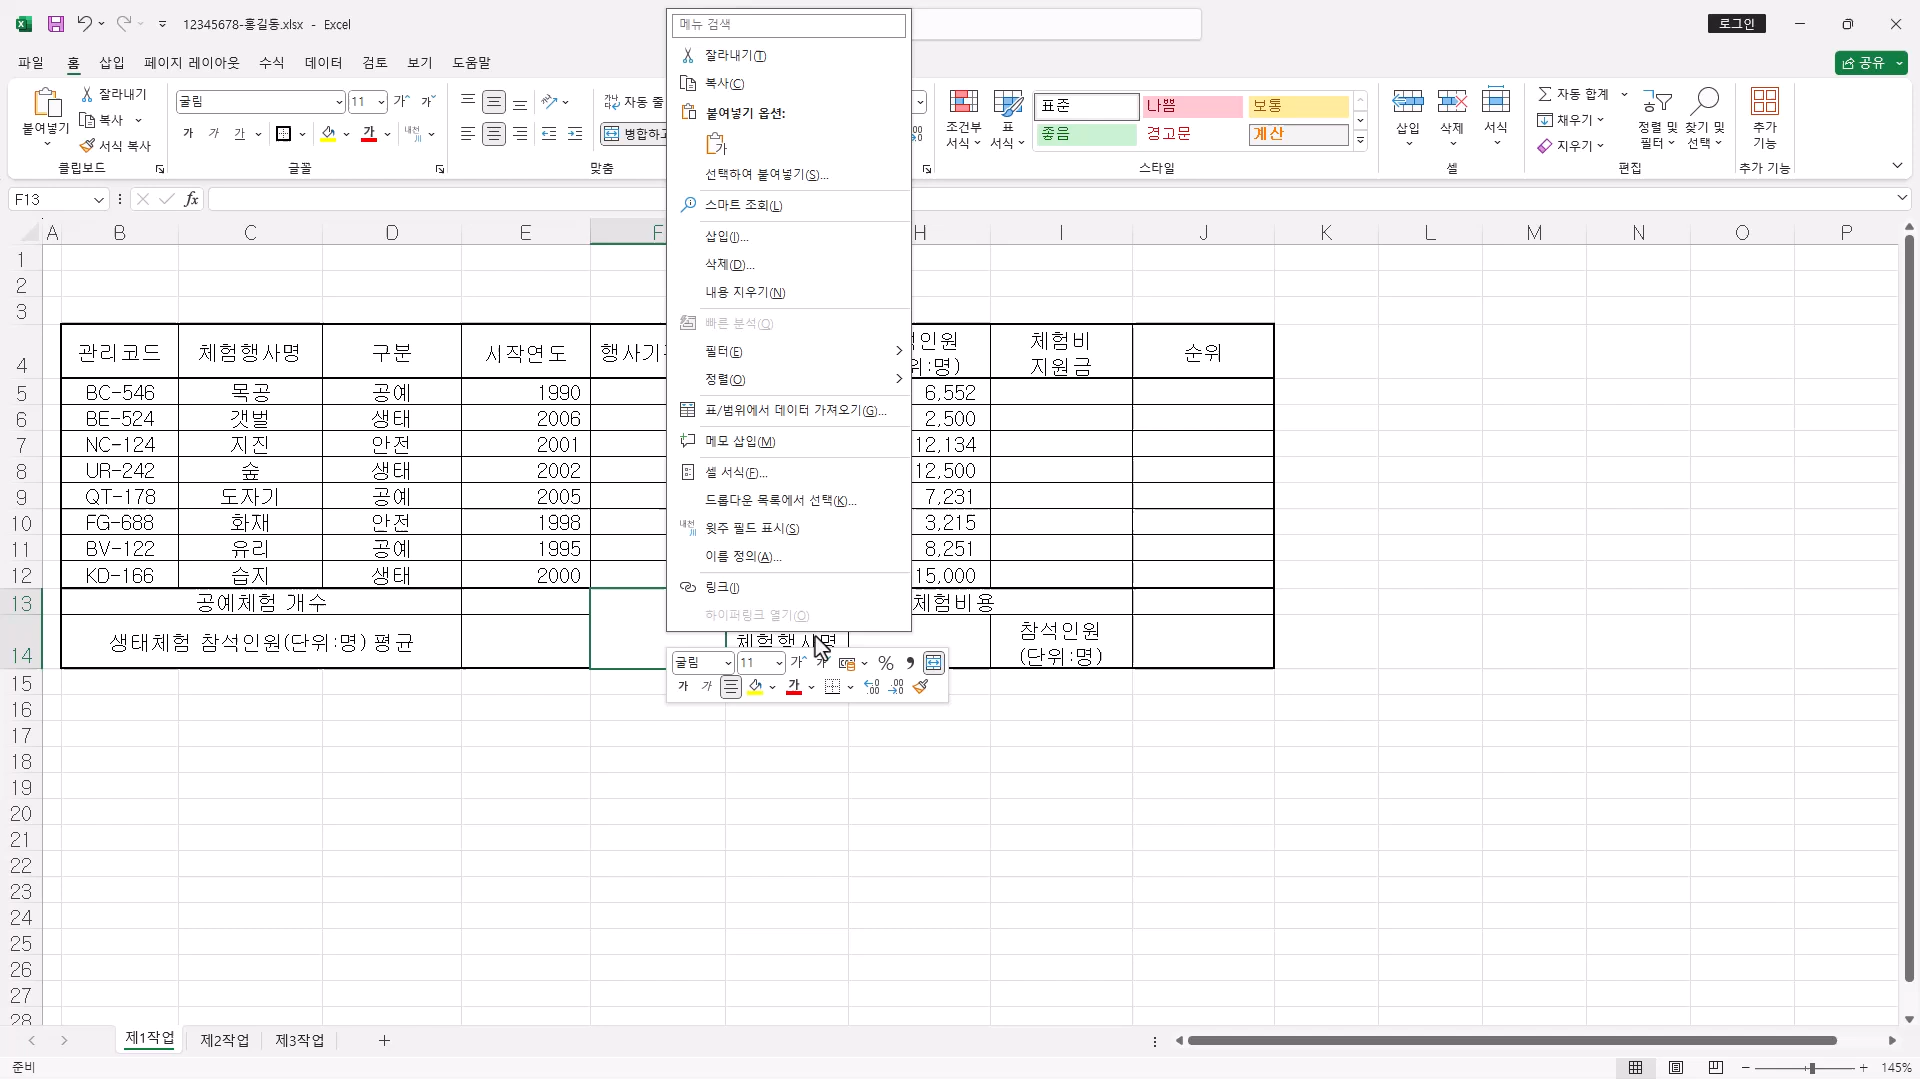 12345678-홍길동.xlsx - Excel
로그인
파일 홈 삽입 페이지 레이아웃 수식 데이터 검토 보기 도움말
공유
붙여넣기
잘라내기
복사
서식 복사
클립보드
굴림 11
가 가 가
글꼴
자동 줄
병합하고
맞춤
조건부 서식
표 서식
표준 나쁨 보통
좋음 경고문 계산
스타일
삽입 삭제 서식
셀
자동 합계
채우기
지우기
정렬 및 필터
찾기 및 선택
편집
추가 기능
추가 기능
F13
fx
메뉴 검색
잘라내기(T)
복사(C)
붙여넣기 옵션:
선택하여 붙여넣기(S)...
스마트 조회(L)
삽입(I)...
삭제(D)...
내용 지우기(N)
빠른 분석(Q)
필터(E)
정렬(O)
표/범위에서 데이터 가져오기(G)...
메모 삽입(M)
셀 서식(F)...
드롭다운 목록에서 선택(K)...
윗주 필드 표시(S)
이름 정의(A)...
링크(I)
하이퍼링크 열기(O)
굴림 11 가 가 % ,
가 가 가
A B C D E F H I J K L M N O P
1
2
3
4 관리코드 체험행사명 구분 시작연도 행사기 인원 체험비 지원금 순위
명)
5 BC-546 목공 공예 1990 6,552
6 BE-524 갯벌 생태 2006 2,500
7 NC-124 지진 안전 2001 12,134
8 UR-242 숲 생태 2002 12,500
9 QT-178 도자기 공예 2005 7,231
10 FG-688 화재 안전 1998 3,215
11 BV-122 유리 공예 1995 8,251
12 KD-166 습지 생태 2000 15,000
13 공예체험 개수 체험비용
14 생태체험 참석인원(단위:명) 평균 체험행사명 참석인원 (단위:명)
15
16
17
18
19
20
21
22
23
24
25
26
27
28
제1작업 제2작업 제3작업
준비
145%